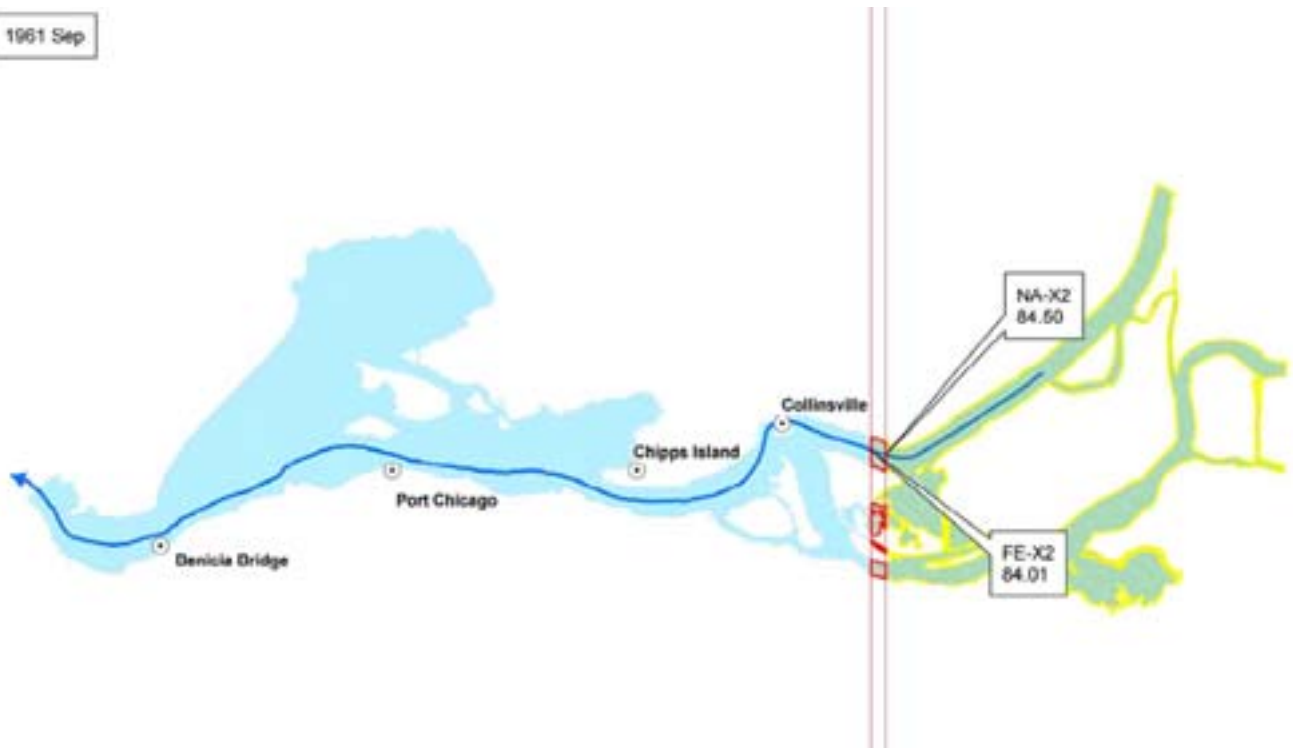 1961 Sep
NA-X2
84.50
Collinsville
Chipps Island
Port Chicago
FE-X2
84.01
Benicia Bridge